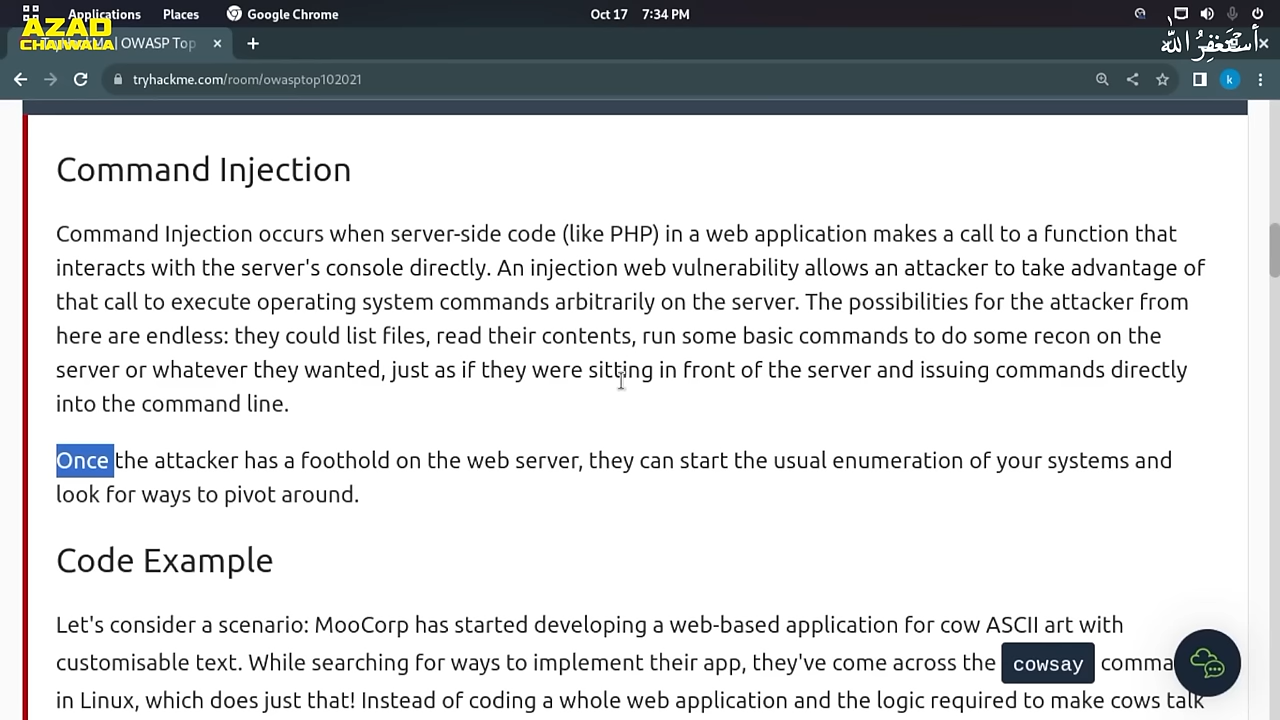 Applications Places Google Chrome Oct 17 7:34 PM
AZAD
CHAIWALA
OWASP Top
أستغفر الله
tryhackme.com/room/owasptop102021
k
Command Injection
Command Injection occurs when server-side code (like PHP) in a web application makes a call to a function that
interacts with the server's console directly. An injection web vulnerability allows an attacker to take advantage of
that call to execute operating system commands arbitrarily on the server. The possibilities for the attacker from
here are endless: they could list files, read their contents, run some basic commands to do some recon on the
server or whatever they wanted, just as if they were sitting in front of the server and issuing commands directly
into the command line.
Once the attacker has a foothold on the web server, they can start the usual enumeration of your systems and
look for ways to pivot around.
Code Example
Let's consider a scenario: MooCorp has started developing a web-based application for cow ASCII art with
customisable text. While searching for ways to implement their app, they've come across the cowsay comma
in Linux, which does just that! Instead of coding a whole web application and the logic required to make cows talk